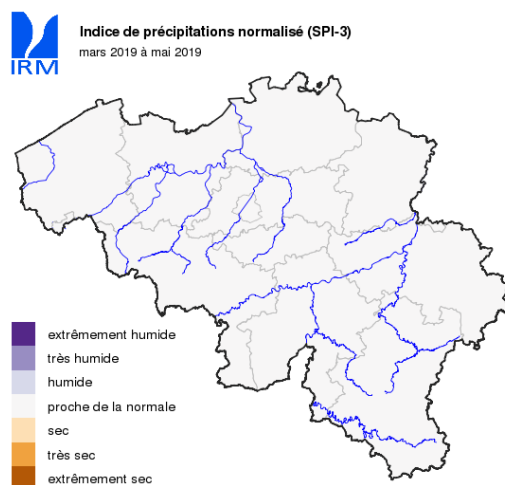 Indice de précipitations normalisé (SPI-3)
mars 2019 à mai 2019
IRM
extrêmement humide
très humide
humide
proche de la normale
sec
très sec
extrêmement sec